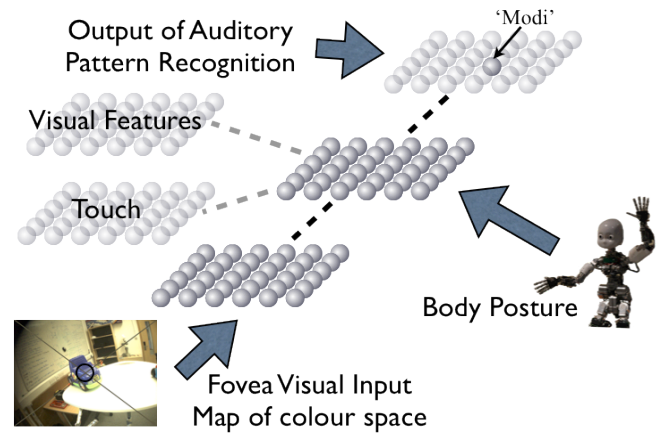 Output of Auditory
Pattern Recognition
‘Modi’
Visual Features
Touch
Body Posture
Fovea Visual Input
Map of colour space